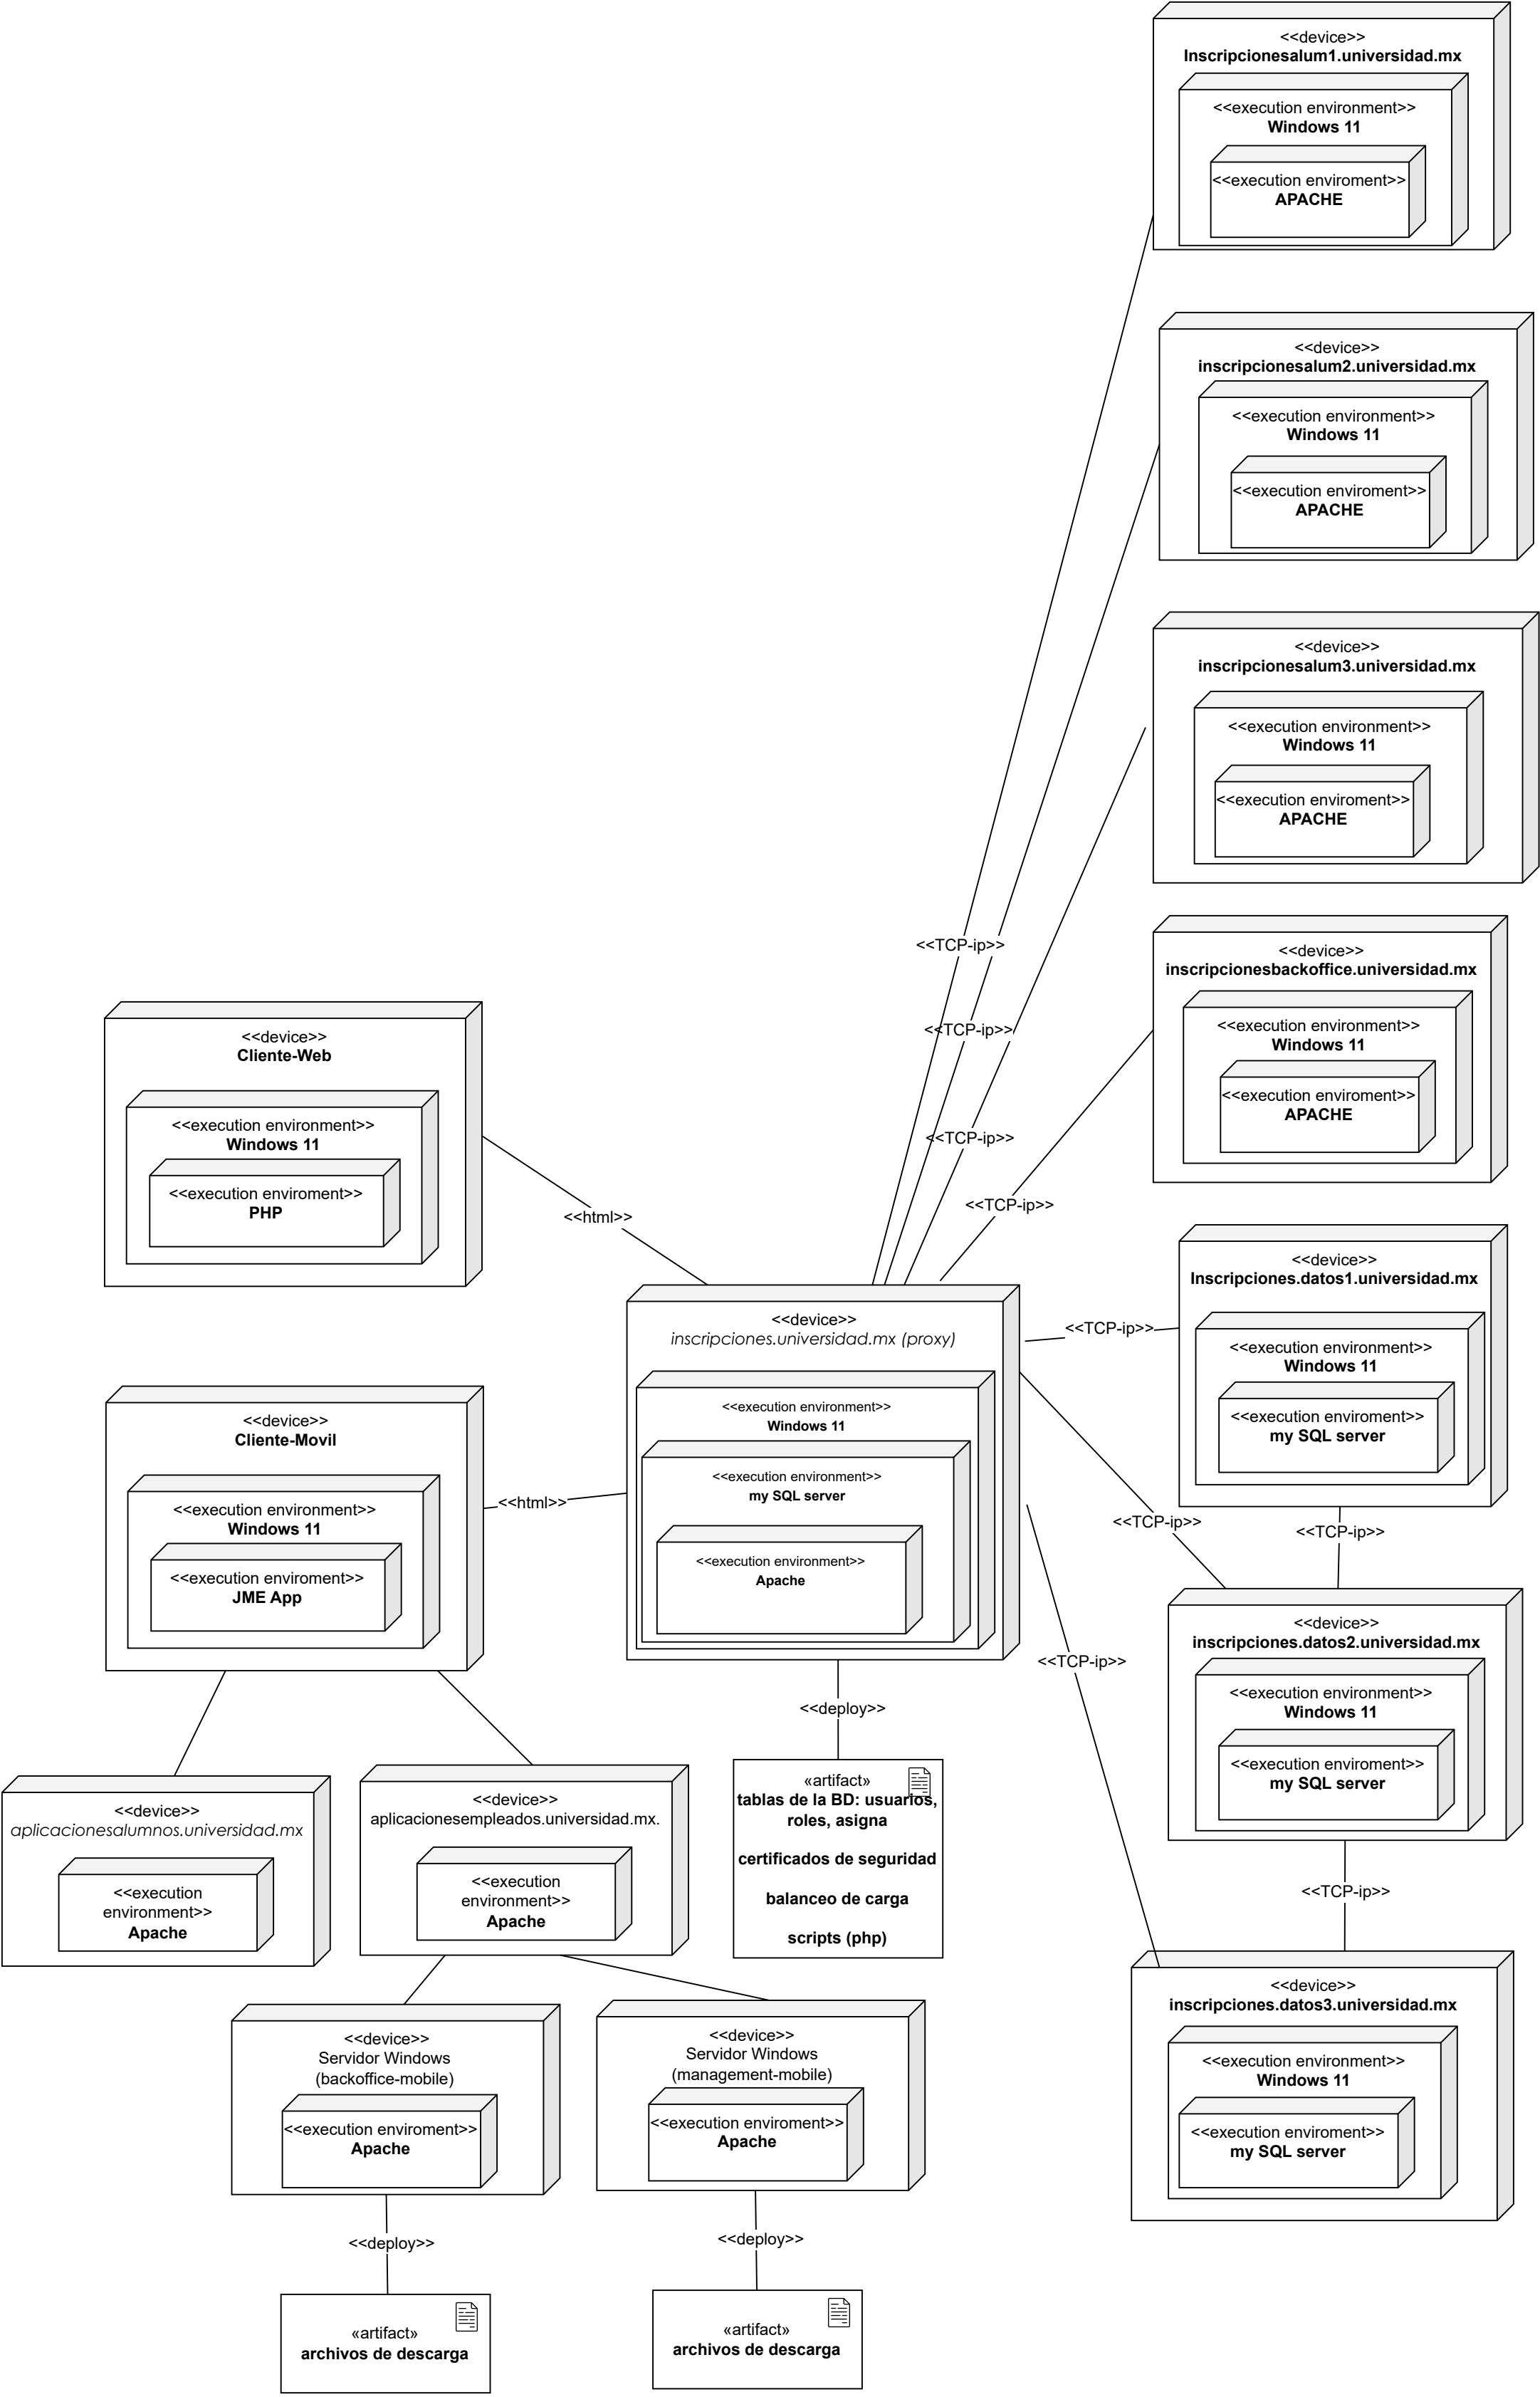 <<device>>
Inscripcionesalum1.universidad.mx
<<execution environment>>
Windows 11
<<execution enviroment>>
APACHE
<<device>>
inscripcionesalum2.universidad.mx
<<execution environment>>
Windows 11
<<execution enviroment>>
APACHE
<<device>>
inscripcionesalum3.universidad.mx
<<execution environment>>
Windows 11
<<execution enviroment>>
APACHE
<<TCP-ip>>
<<TCP-ip>>
<<TCP-ip>>
<<TCP-ip>>
<<device>>
inscripcionesbackoffice.universidad.mx
<<execution environment>>
Windows 11
<<execution enviroment>>
APACHE
<<device>>
Cliente-Web
<<execution environment>>
Windows 11
<<execution enviroment>>
PHP
<<html>>
<<device>>
inscripciones.universidad.mx (proxy)
<<execution environment>>
Windows 11
<<execution environment>>
my SQL server
<<execution environment>>
Apache
<<TCP-ip>>
<<device>>
Inscripciones.datos1.universidad.mx
<<execution environment>>
Windows 11
<<execution enviroment>>
my SQL server
<<device>>
Cliente-Movil
<<execution environment>>
Windows 11
<<execution enviroment>>
JME App
<<html>>
<<TCP-ip>>
<<TCP-ip>>
<<TCP-ip>>
<<device>>
inscripciones.datos2.universidad.mx
<<execution environment>>
Windows 11
<<execution enviroment>>
my SQL server
<<deploy>>
«artifact»
tablas de la BD: usuarios,
roles, asigna
certificados de seguridad
balanceo de carga
scripts (php)
<<device>>
aplicacionesalumnos.universidad.mx
<<execution
environment>>
Apache
<<device>>
aplicacionesempleados.universidad.mx.
<<execution
environment>>
Apache
<<TCP-ip>>
<<device>>
inscripciones.datos3.universidad.mx
<<execution environment>>
Windows 11
<<execution enviroment>>
my SQL server
<<device>>
Servidor Windows
(backoffice-mobile)
<<execution enviroment>>
Apache
<<device>>
Servidor Windows
(management-mobile)
<<execution enviroment>>
Apache
<<deploy>>
<<deploy>>
«artifact»
archivos de descarga
«artifact»
archivos de descarga